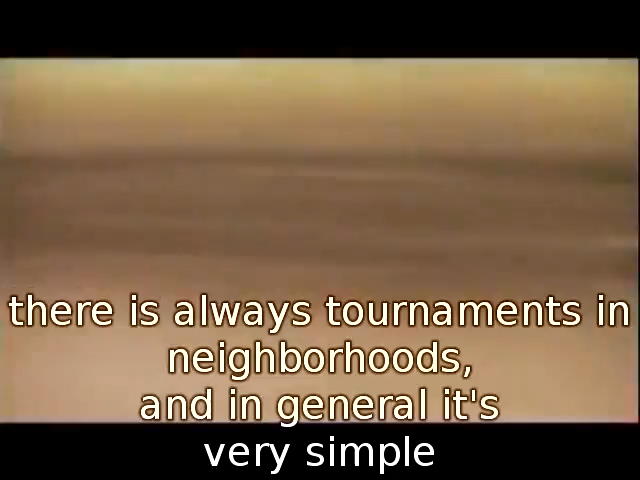 there is always tournaments in
neighborhoods,
and in general it's
very simple